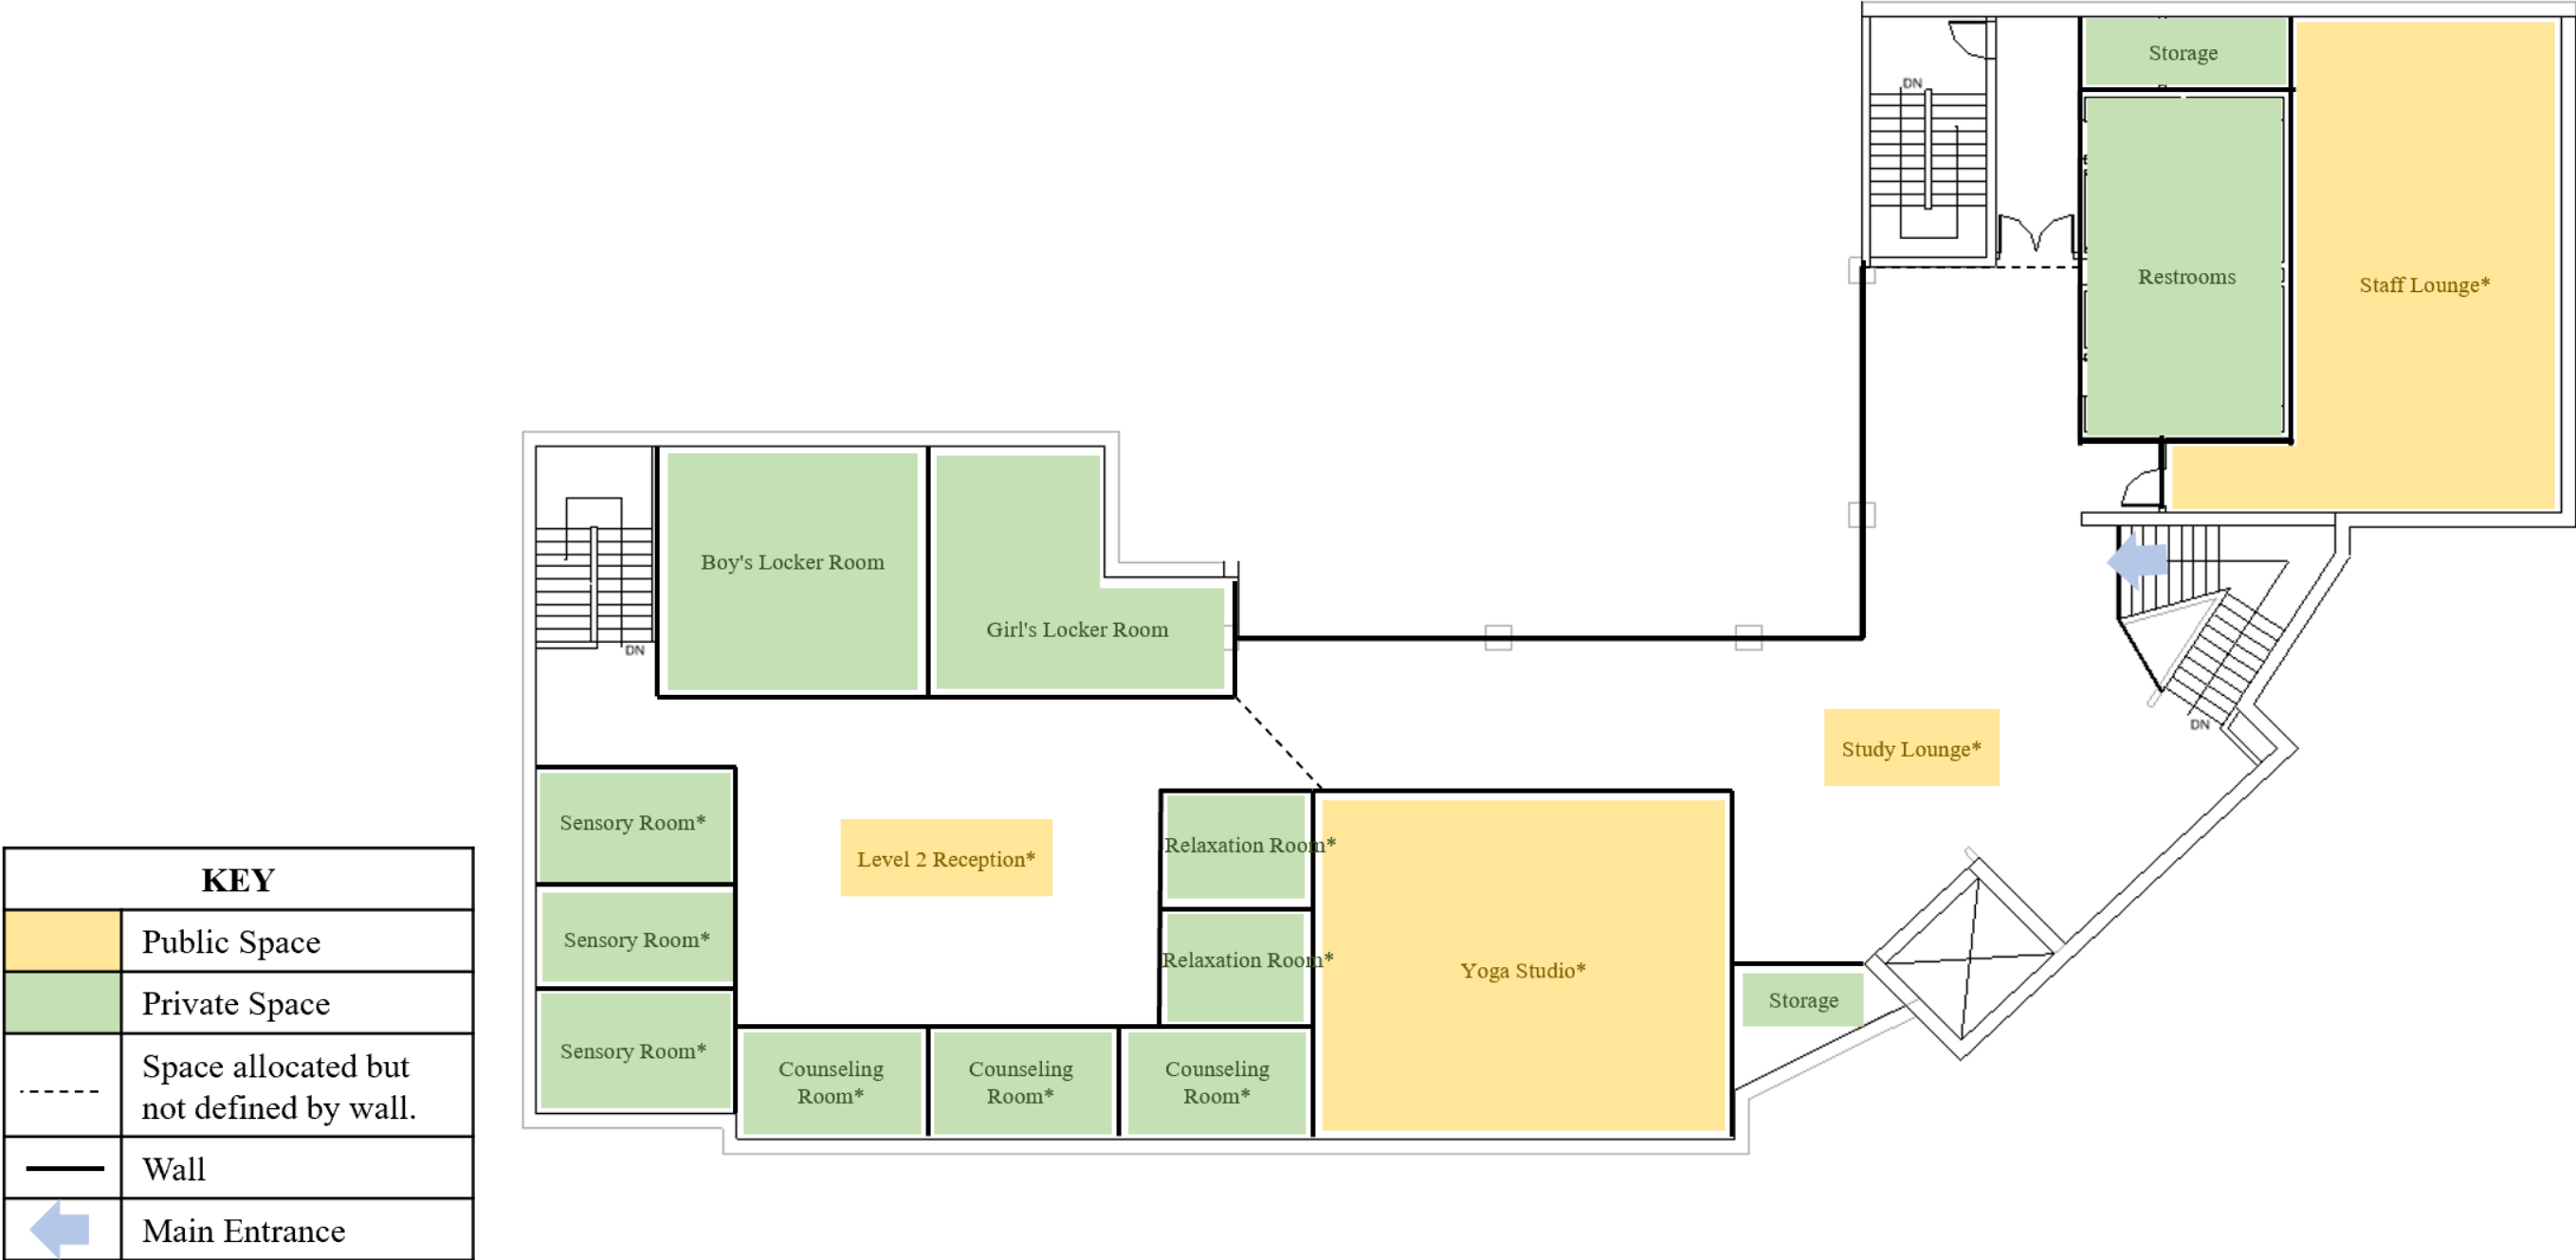 Storage
DN
Restrooms
Staff Lounge*
Boy's Locker Room
Girl's Locker Room
DN
DN
Study Lounge*
Sensory Room*
Level 2 Reception*
Relaxation Room*
Sensory Room*
Relaxation Room*
Yoga Studio*
Storage
Sensory Room*
Counseling
Room*
Counseling
Room*
Counseling
Room*
KEY
Public Space
Private Space
Space allocated but
not defined by wall.
Wall
Main Entrance